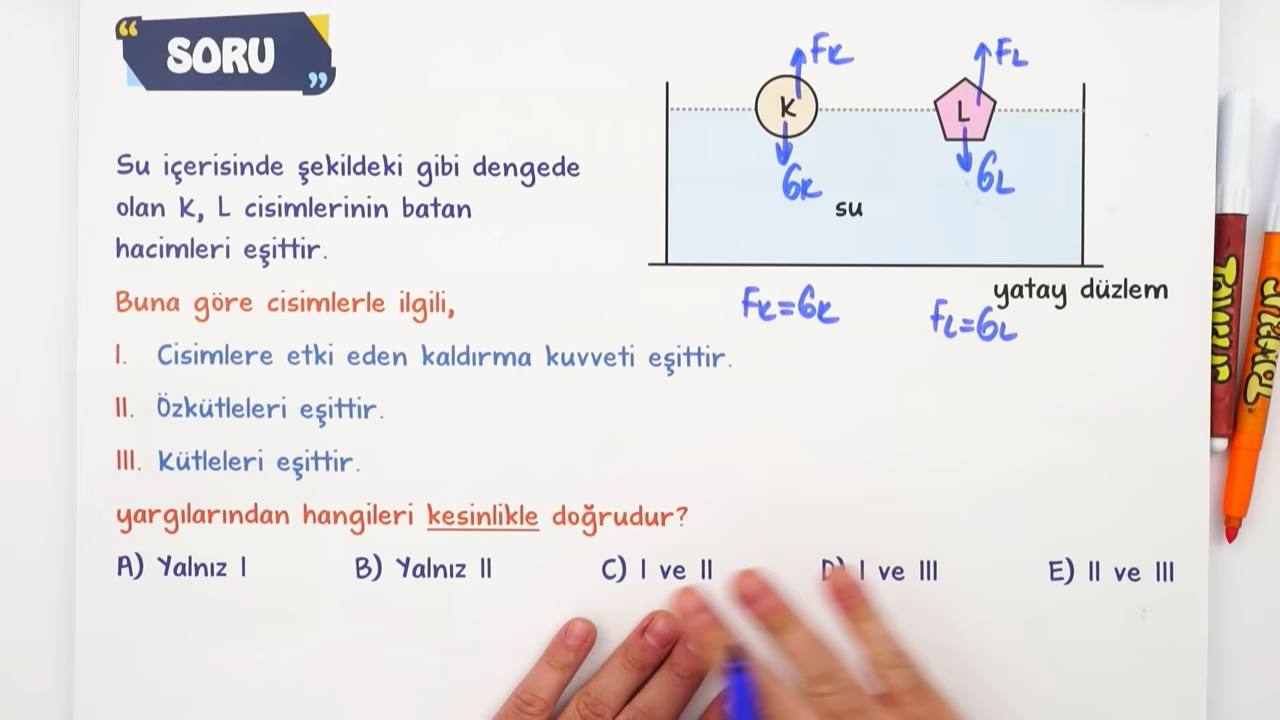 “ SORU ”
Su içerisinde şekildeki gibi dengede
olan K, L cisimlerinin batan
hacimleri eşittir.
Buna göre cisimlerle ilgili,
I. Cisimlere etki eden kaldırma kuvveti eşittir.
II. Özkütleleri eşittir.
III. Kütleleri eşittir.
yargılarından hangileri kesinlikle doğrudur?
A) Yalnız I B) Yalnız II C) I ve II D) I ve III E) II ve III
FK FL
K L
GK GL
su
yatay düzlem
FK=GK FL=GL